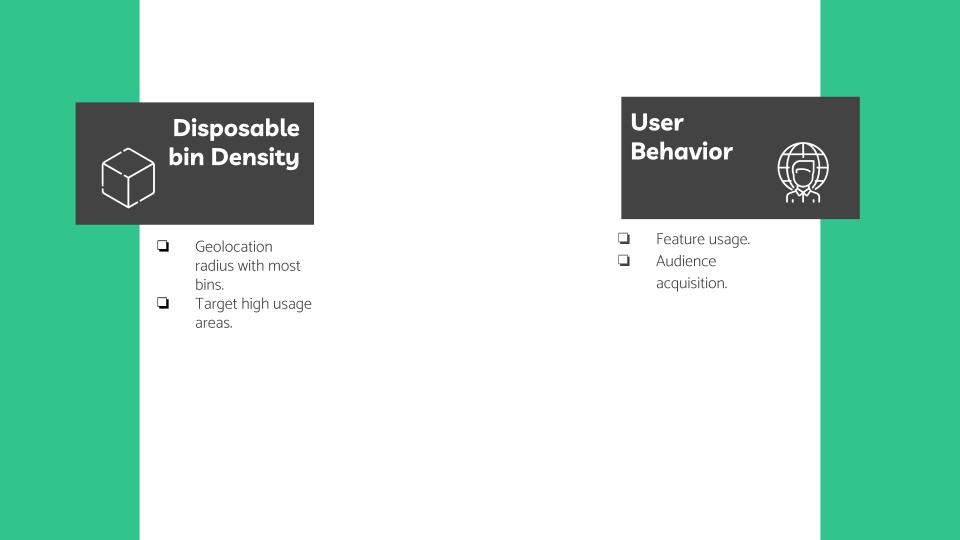 Disposable
bin Density
❏ Geolocation
radius with most
bins.
❏ Target high usage
areas.
User
Behavior
❏ Feature usage.
❏ Audience
acquisition.